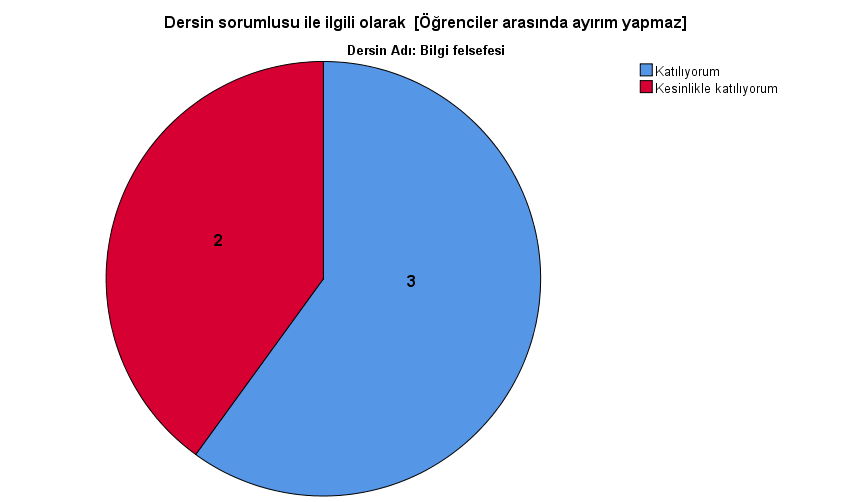 Dersin sorumlusu ile ilgili olarak  [Öğrenciler arasında ayırım yapmaz]
Dersin Adı: Bilgi felsefesi
Katılıyorum
Kesinlikle katılıyorum
2
3